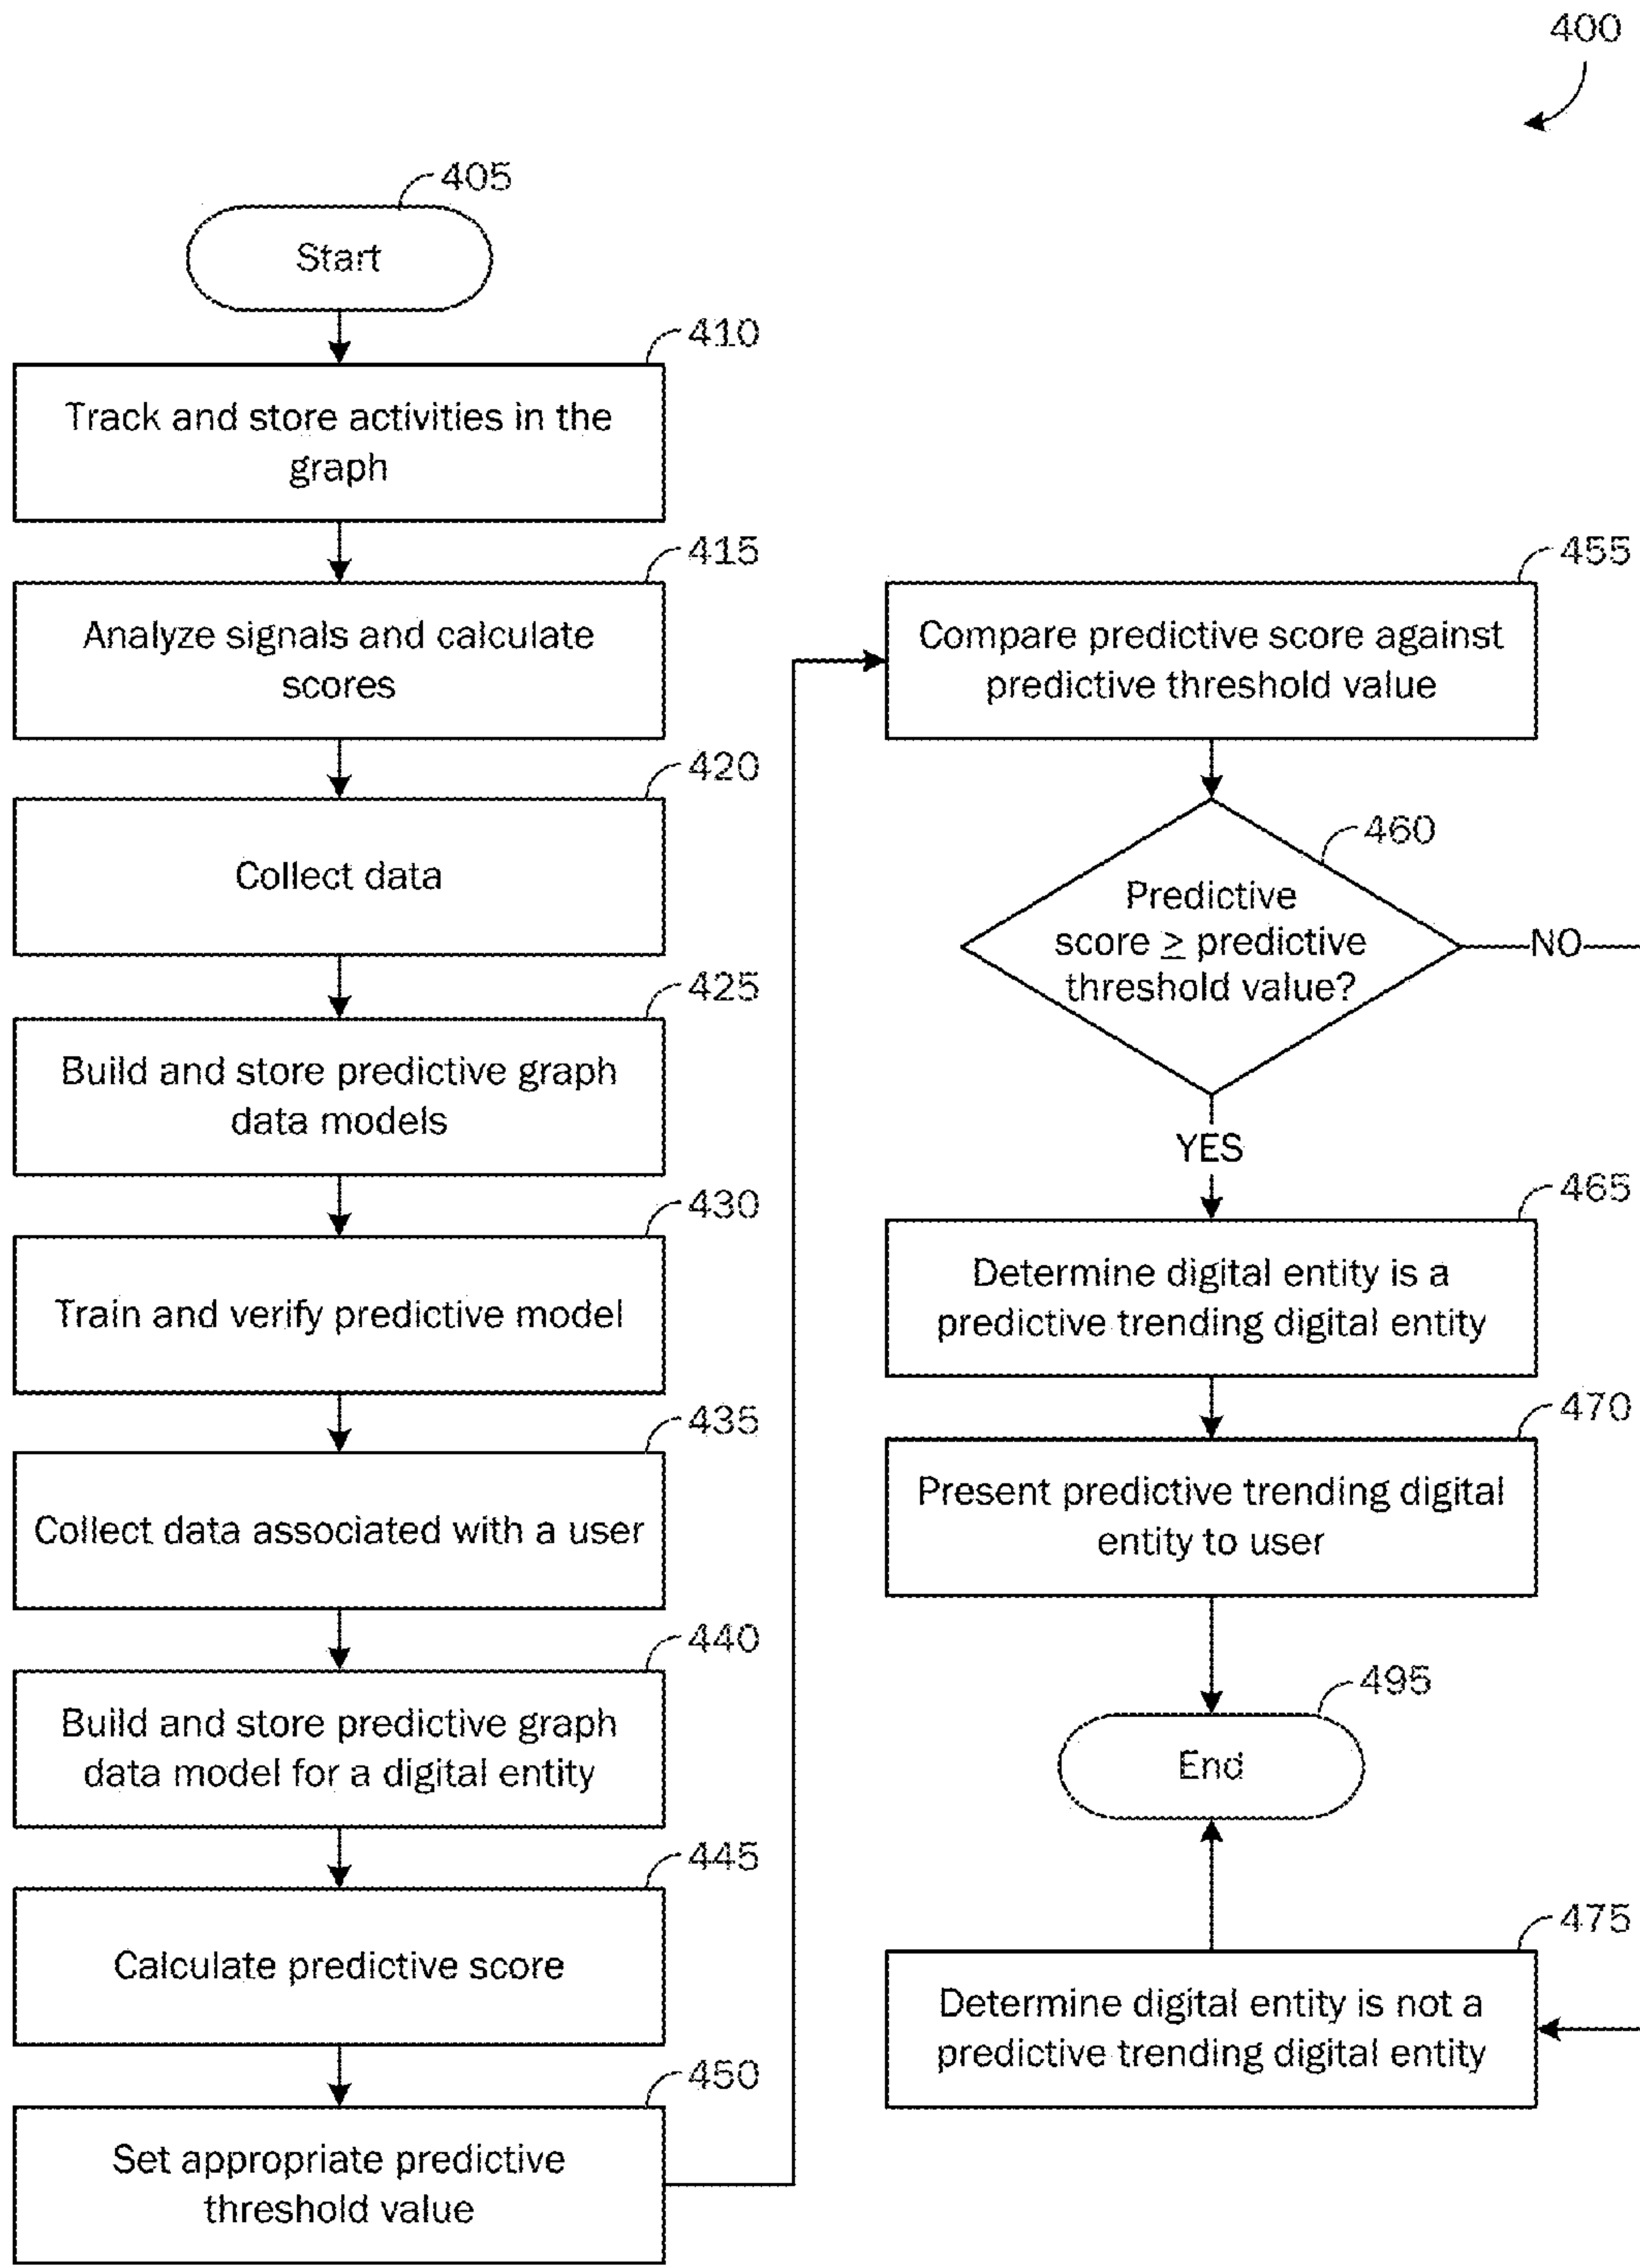 400
405
Start
410
Track and store activities in the
graph
415
Analyze signals and calculate
scores
420
Collect data
425
Build and store predictive graph
data models
430
Train and verify predictive model
435
Collect data associated with a user
440
Build and store predictive graph
data model for a digital entity
445
Calculate predictive score
450
Set appropriate predictive
threshold value
455
Compare predictive score against
predictive threshold value
460
Predictive
score ≥ predictive
threshold value?
NO
YES
465
Determine digital entity is a
predictive trending digital entity
470
Present predictive trending digital
entity to user
495
End
475
Determine digital entity is not a
predictive trending digital entity